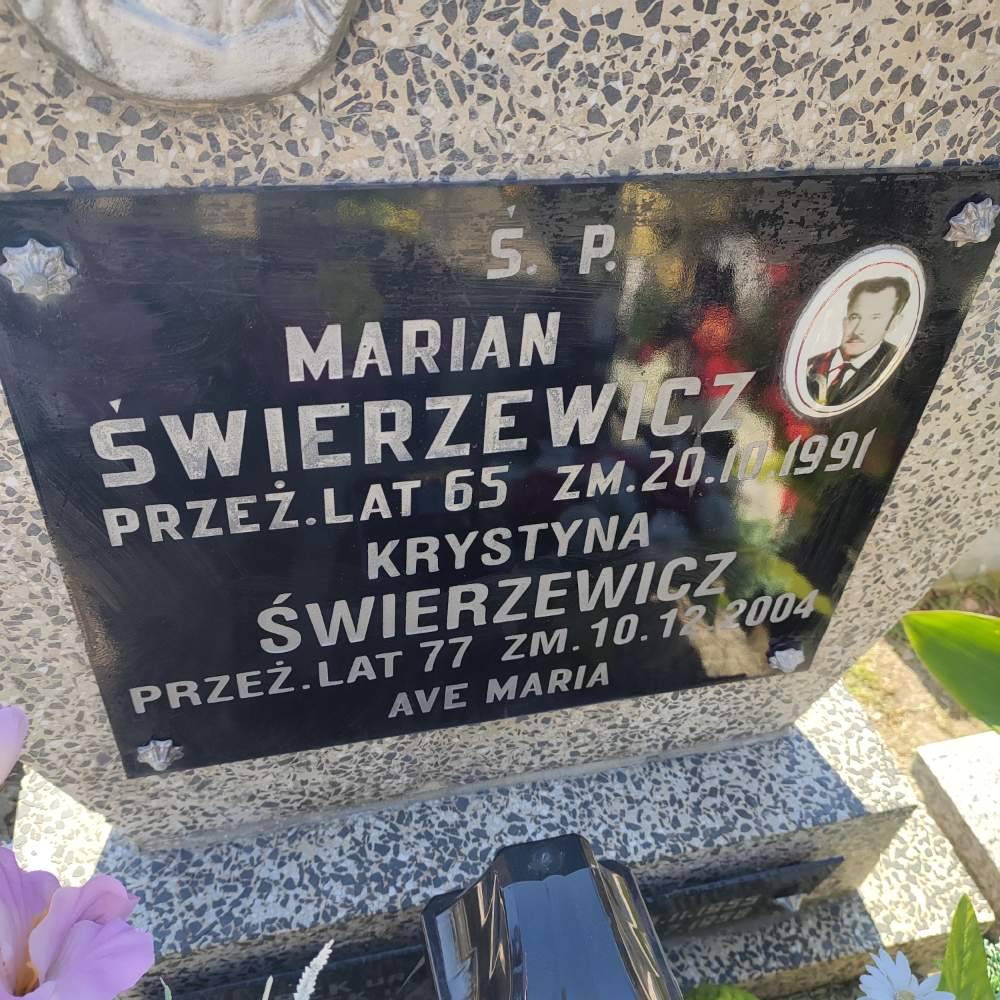 Ś. P.
MARIAN
ŚWIERZEWICZ
PRZEŻ.LAT 65 ZM.20.10.1991
KRYSTYNA
ŚWIERZEWICZ
PRZEŻ.LAT 77 ZM.10.12.2004
AVE MARIA